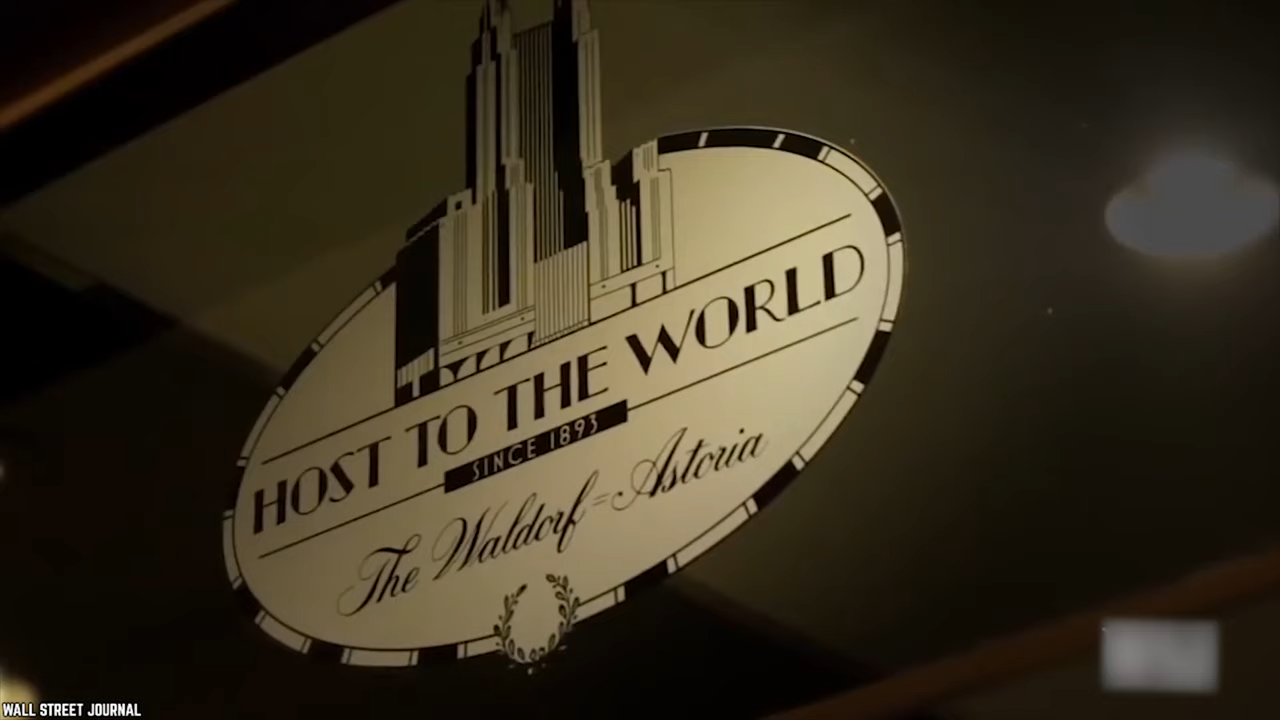 HOST TO THE WORLD
SINCE 1893
The Waldorf=Astoria
WALL STREET JOURNAL